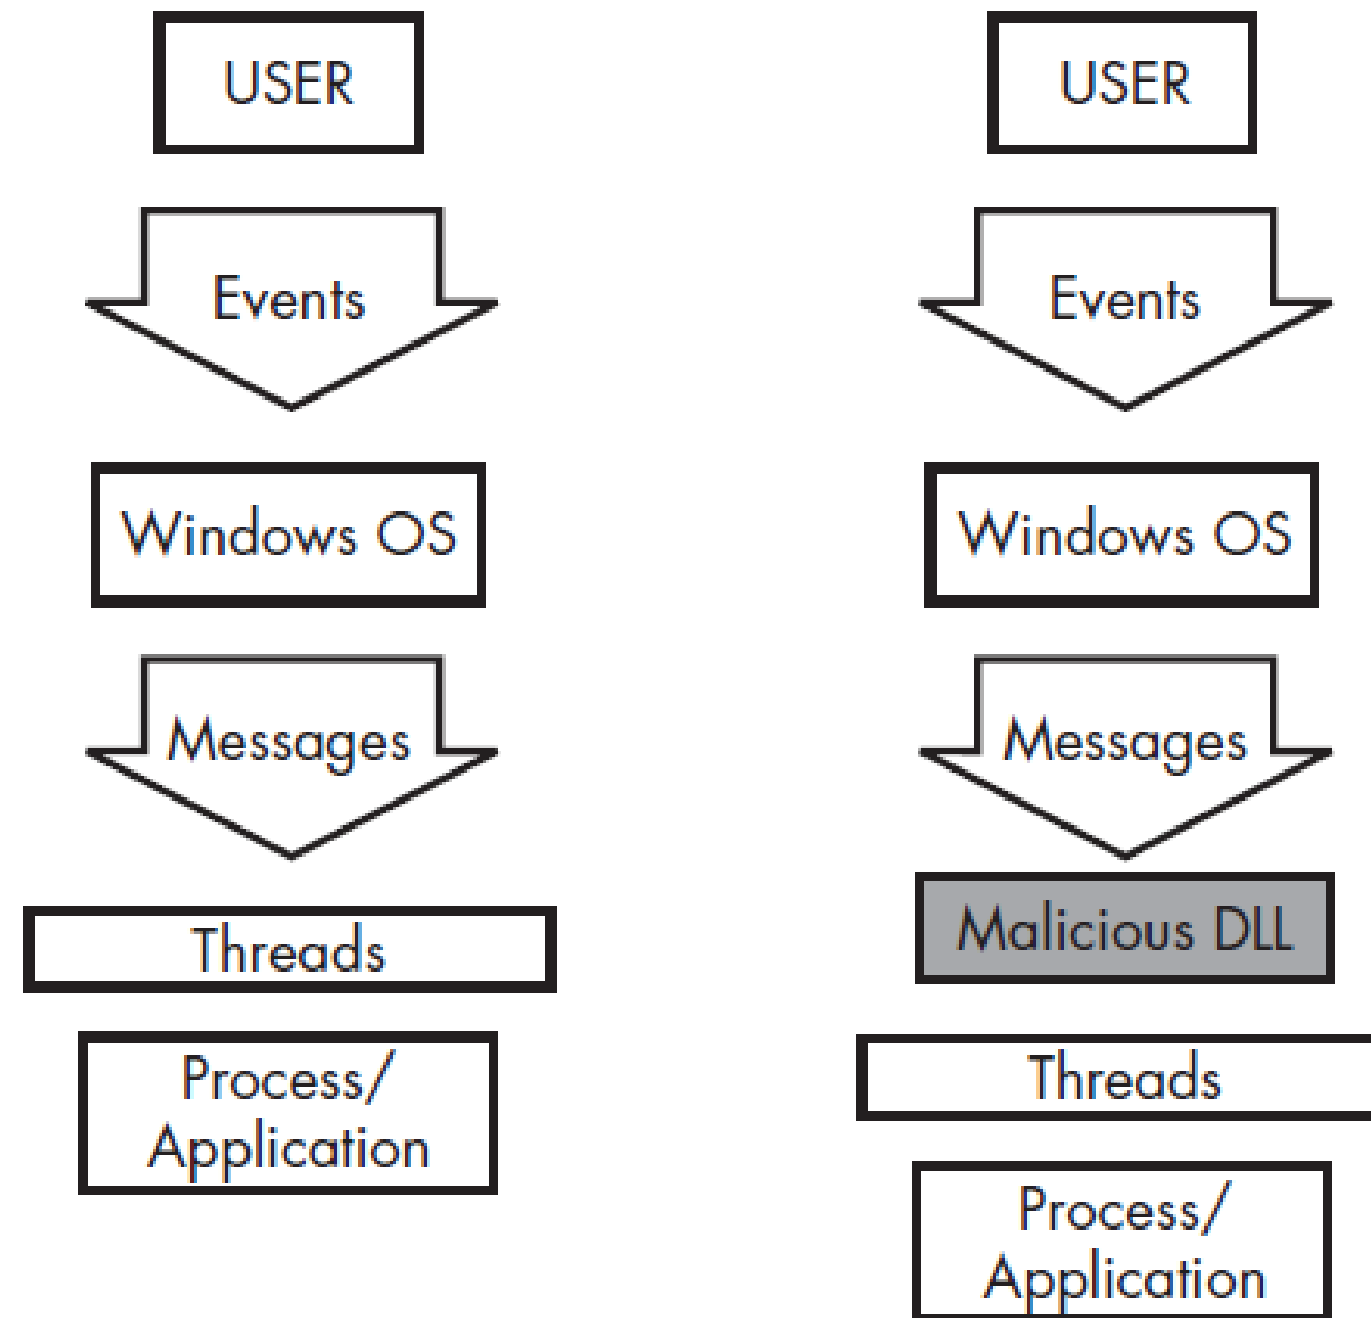 USER
Events
Windows OS
Messages
Threads
Process/
Application
USER
Events
Windows OS
Messages
Malicious DLL
Threads
Process/
Application